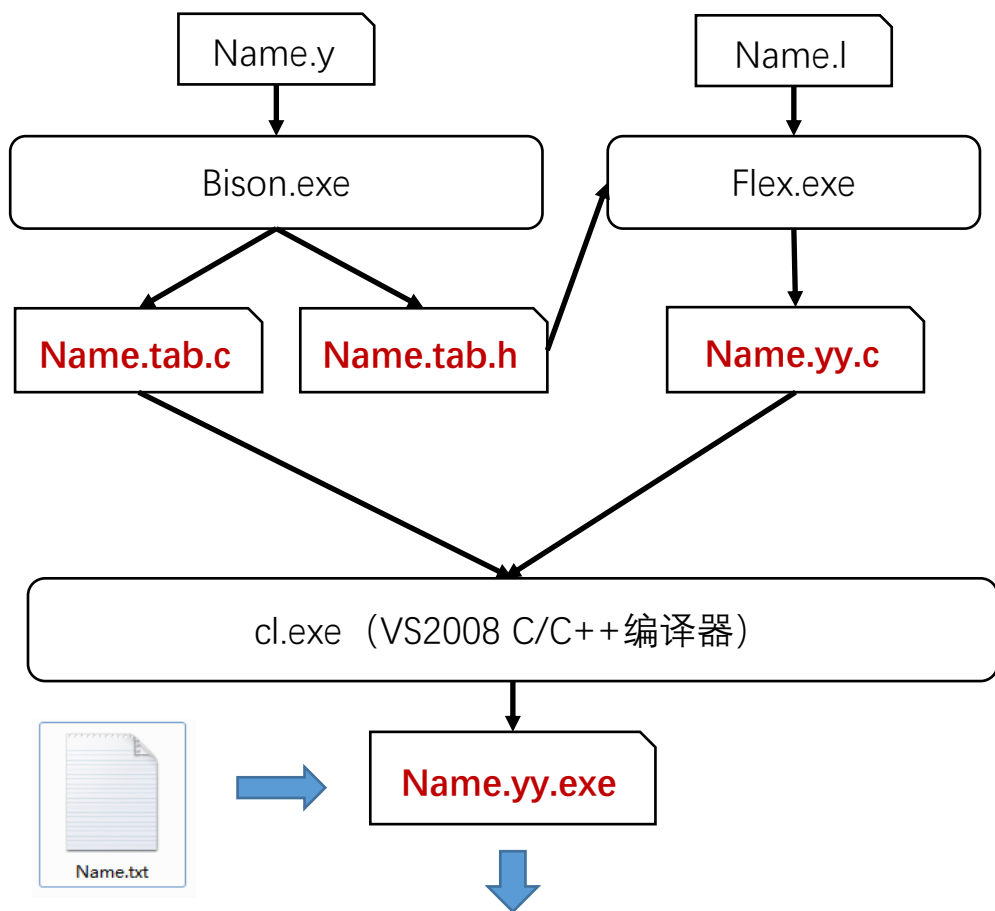 Name.y
Name.l
Bison.exe
Flex.exe
Name.tab.c
Name.tab.h
Name.yy.c
cl.exe（VS2008 C/C++编译器）
Name.yy.exe
Name.txt